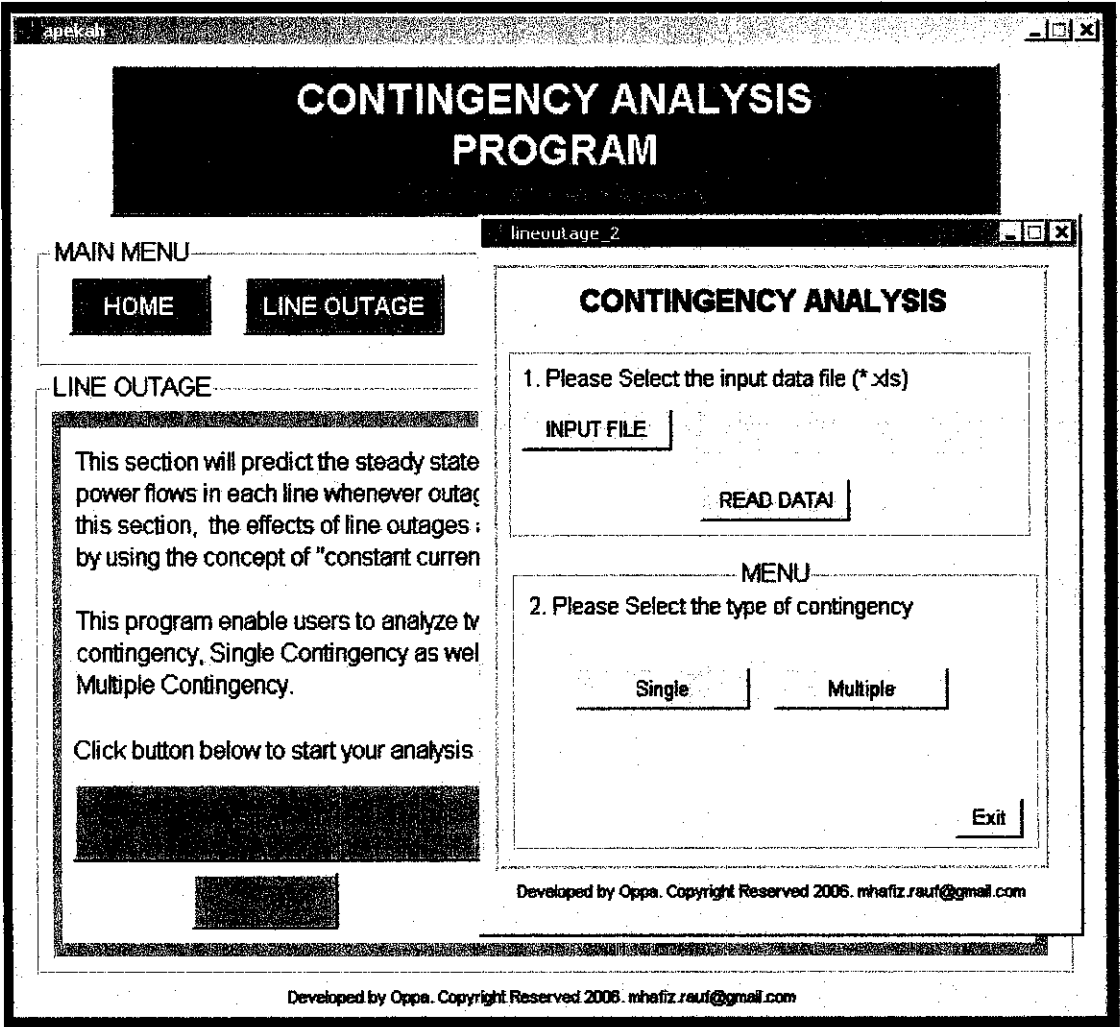 apekah
CONTINGENCY ANALYSIS
PROGRAM
MAIN MENU
HOME
LINE OUTAGE
LINE OUTAGE
This section will predict the steady state
power flows in each line whenever outag
this section, the effects of line outages
by using the concept of "constant curren
This program enable users to analyze tw
contingency, Single Contingency as wel
Multiple Contingency.
Click button below to start your analysis
lineoutage_2
CONTINGENCY ANALYSIS
1. Please Select the input data file (*.xls)
INPUT FILE
READ DATA!
MENU
2. Please Select the type of contingency
Single
Multiple
Exit
Developed by Oppa. Copyright Reserved 2006. mhafiz.rauf@gmail.com
Developed by Oppa. Copyright Reserved 2006. mhafiz.rauf@gmail.com